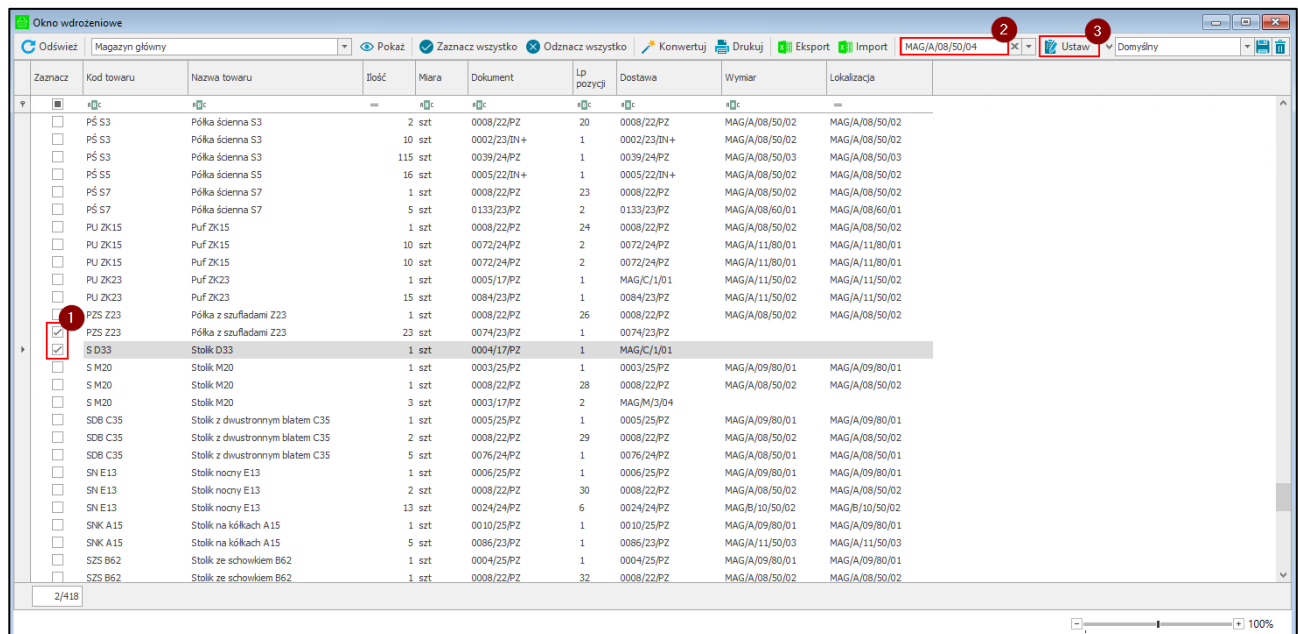 Okno wdrożeniowe
2
3
Odśwież Magazyn główny Pokaż Zaznacz wszystko Odznacz wszystko Konwertuj Drukuj Eksport Import MAG/A/08/50/04 Ustaw Domyślny
Zaznacz Kod towaru Nazwa towaru Ilość Miara Dokument Lp pozycji Dostawa Wymiar Lokalizacja
PŚ S3 Półka ścienna S3 2 szt 0008/22/PZ 20 0008/22/PZ MAG/A/08/50/02 MAG/A/08/50/02
PŚ S3 Półka ścienna S3 10 szt 0002/23/IN+ 1 0002/23/IN+ MAG/A/08/50/02 MAG/A/08/50/02
PŚ S3 Półka ścienna S3 115 szt 0039/24/PZ 1 0039/24/PZ MAG/A/08/50/03 MAG/A/08/50/03
PŚ S5 Półka ścienna S5 16 szt 0005/22/IN+ 1 0005/22/IN+ MAG/A/08/50/02 MAG/A/08/50/02
PŚ S7 Półka ścienna S7 1 szt 0008/22/PZ 23 0008/22/PZ MAG/A/08/50/02 MAG/A/08/50/02
PŚ S7 Półka ścienna S7 5 szt 0133/23/PZ 2 0133/23/PZ MAG/A/08/60/01 MAG/A/08/60/01
PU ZK15 Puf ZK15 1 szt 0008/22/PZ 24 0008/22/PZ MAG/A/08/50/02 MAG/A/08/50/02
PU ZK15 Puf ZK15 10 szt 0072/24/PZ 2 0072/24/PZ MAG/A/11/80/01 MAG/A/11/80/01
PU ZK15 Puf ZK15 10 szt 0072/24/PZ 2 0072/24/PZ MAG/A/11/80/01 MAG/A/11/80/01
PU ZK23 Puf ZK23 1 szt 0005/17/PZ 1 MAG/C/1/01 MAG/A/11/50/02 MAG/A/11/50/02
PU ZK23 Puf ZK23 15 szt 0084/23/PZ 1 0084/23/PZ MAG/A/11/50/02 MAG/A/11/50/02
1 PZS Z23 Półka z szufladami Z23 1 szt 0008/22/PZ 26 0008/22/PZ MAG/A/08/50/02 MAG/A/08/50/02
PZS Z23 Półka z szufladami Z23 23 szt 0074/23/PZ 1 0074/23/PZ
S D33 Stolik D33 1 szt 0004/17/PZ 1 MAG/C/1/01
S M20 Stolik M20 1 szt 0003/25/PZ 1 0003/25/PZ MAG/A/09/80/01 MAG/A/09/80/01
S M20 Stolik M20 1 szt 0008/22/PZ 28 0008/22/PZ MAG/A/08/50/02 MAG/A/08/50/02
S M20 Stolik M20 3 szt 0003/17/PZ 2 MAG/M/3/04
SDB C35 Stolik z dwustronnym blatem C35 1 szt 0005/25/PZ 1 0005/25/PZ MAG/A/09/80/01 MAG/A/09/80/01
SDB C35 Stolik z dwustronnym blatem C35 2 szt 0008/22/PZ 29 0008/22/PZ MAG/A/08/50/02 MAG/A/08/50/02
SDB C35 Stolik z dwustronnym blatem C35 5 szt 0076/24/PZ 1 0076/24/PZ MAG/A/08/50/02 MAG/A/08/50/02
SN E13 Stolik nocny E13 1 szt 0006/25/PZ 1 0006/25/PZ MAG/A/09/80/01 MAG/A/09/80/01
SN E13 Stolik nocny E13 2 szt 0008/22/PZ 30 0008/22/PZ MAG/A/08/50/02 MAG/A/08/50/02
SN E13 Stolik nocny E13 13 szt 0024/24/PZ 6 0024/24/PZ MAG/B/10/50/02 MAG/B/10/50/02
SNK A15 Stolik na kółkach A15 1 szt 0010/25/PZ 1 0010/25/PZ MAG/A/09/80/01 MAG/A/09/80/01
SNK A15 Stolik na kółkach A15 5 szt 0086/23/PZ 1 0086/23/PZ MAG/A/11/50/03 MAG/A/11/50/03
SZS B62 Stolik ze schowkiem B62 1 szt 0004/25/PZ 1 0004/25/PZ MAG/A/09/80/01 MAG/A/09/80/01
SZS B62 Stolik ze schowkiem B62 1 szt 0008/22/PZ 32 0008/22/PZ MAG/A/08/50/02 MAG/A/08/50/02
2/418
100%